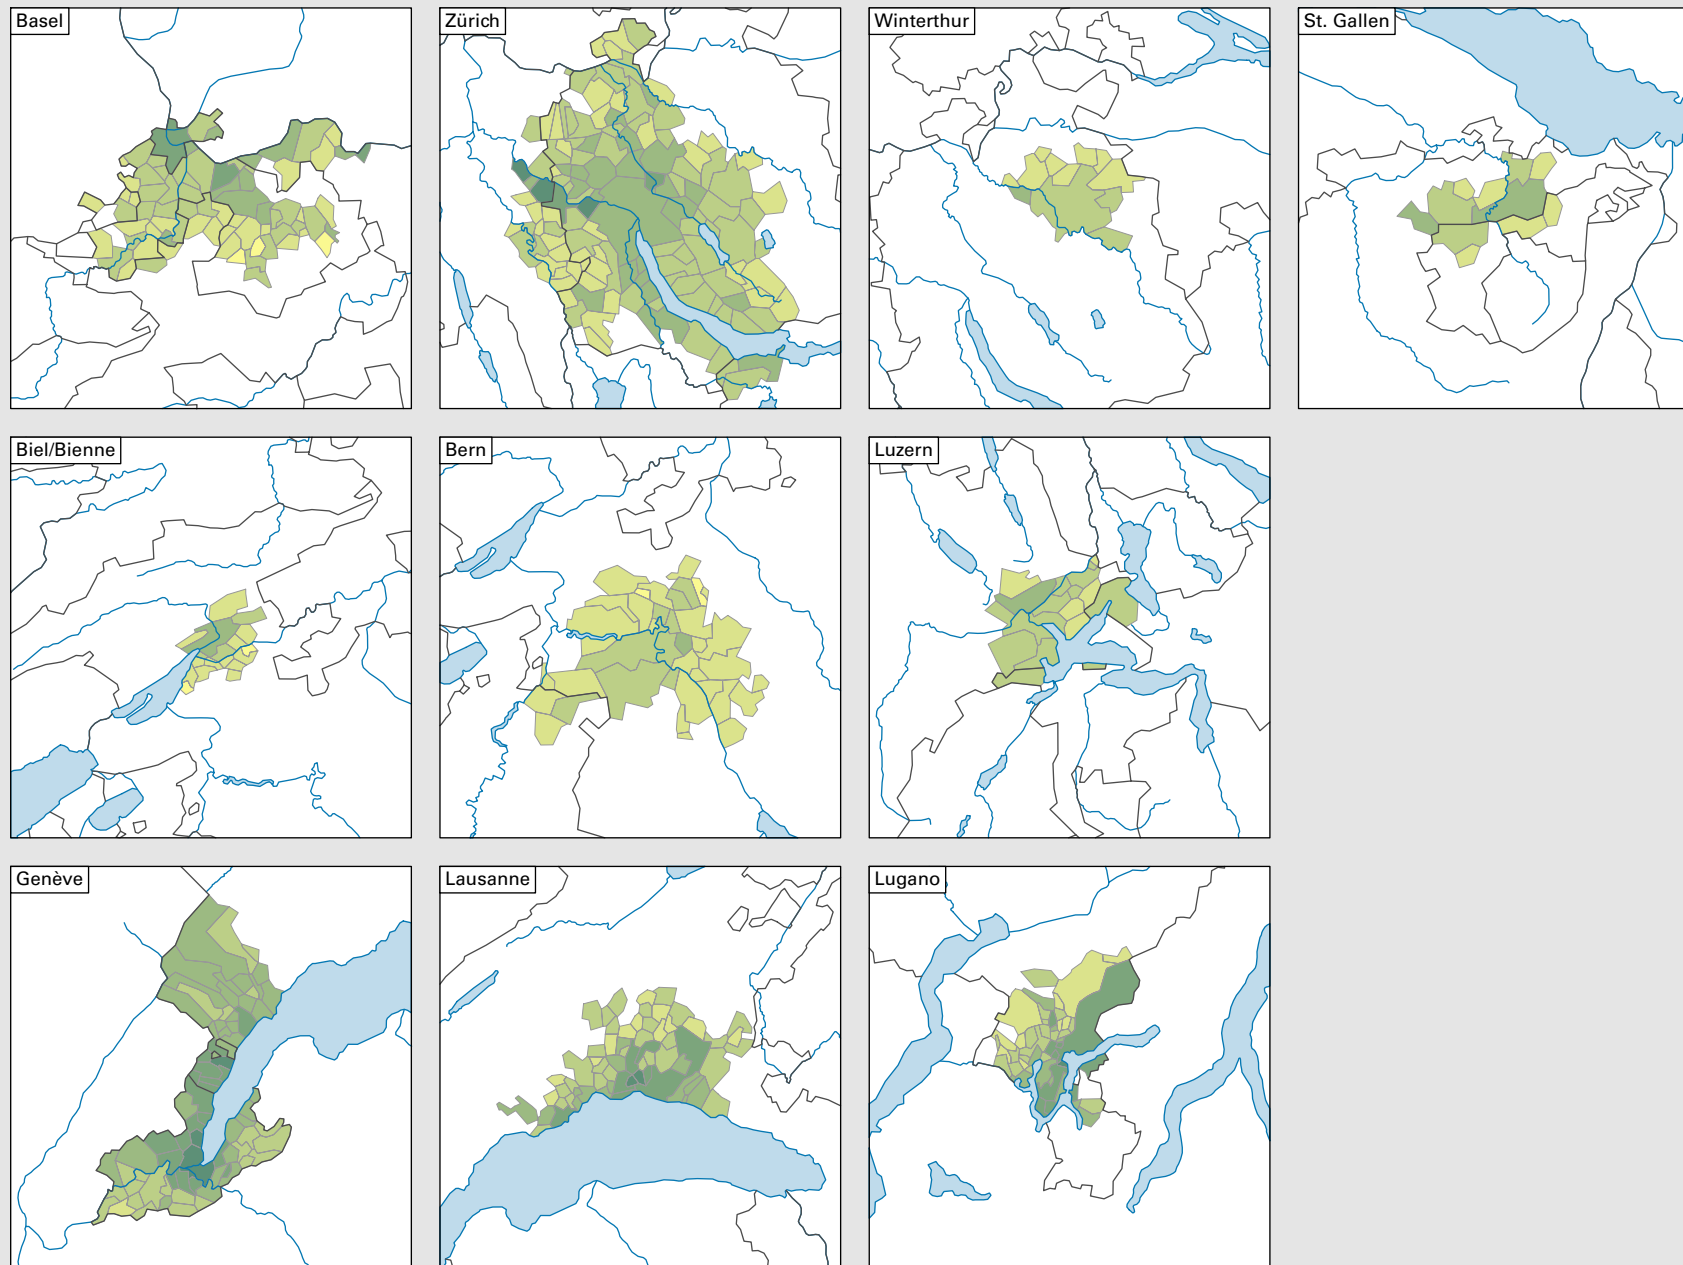 Basel
Zürich
Winterthur
St. Gallen
Biel/Bienne
Bern
Luzern
Genève
Lausanne
Lugano